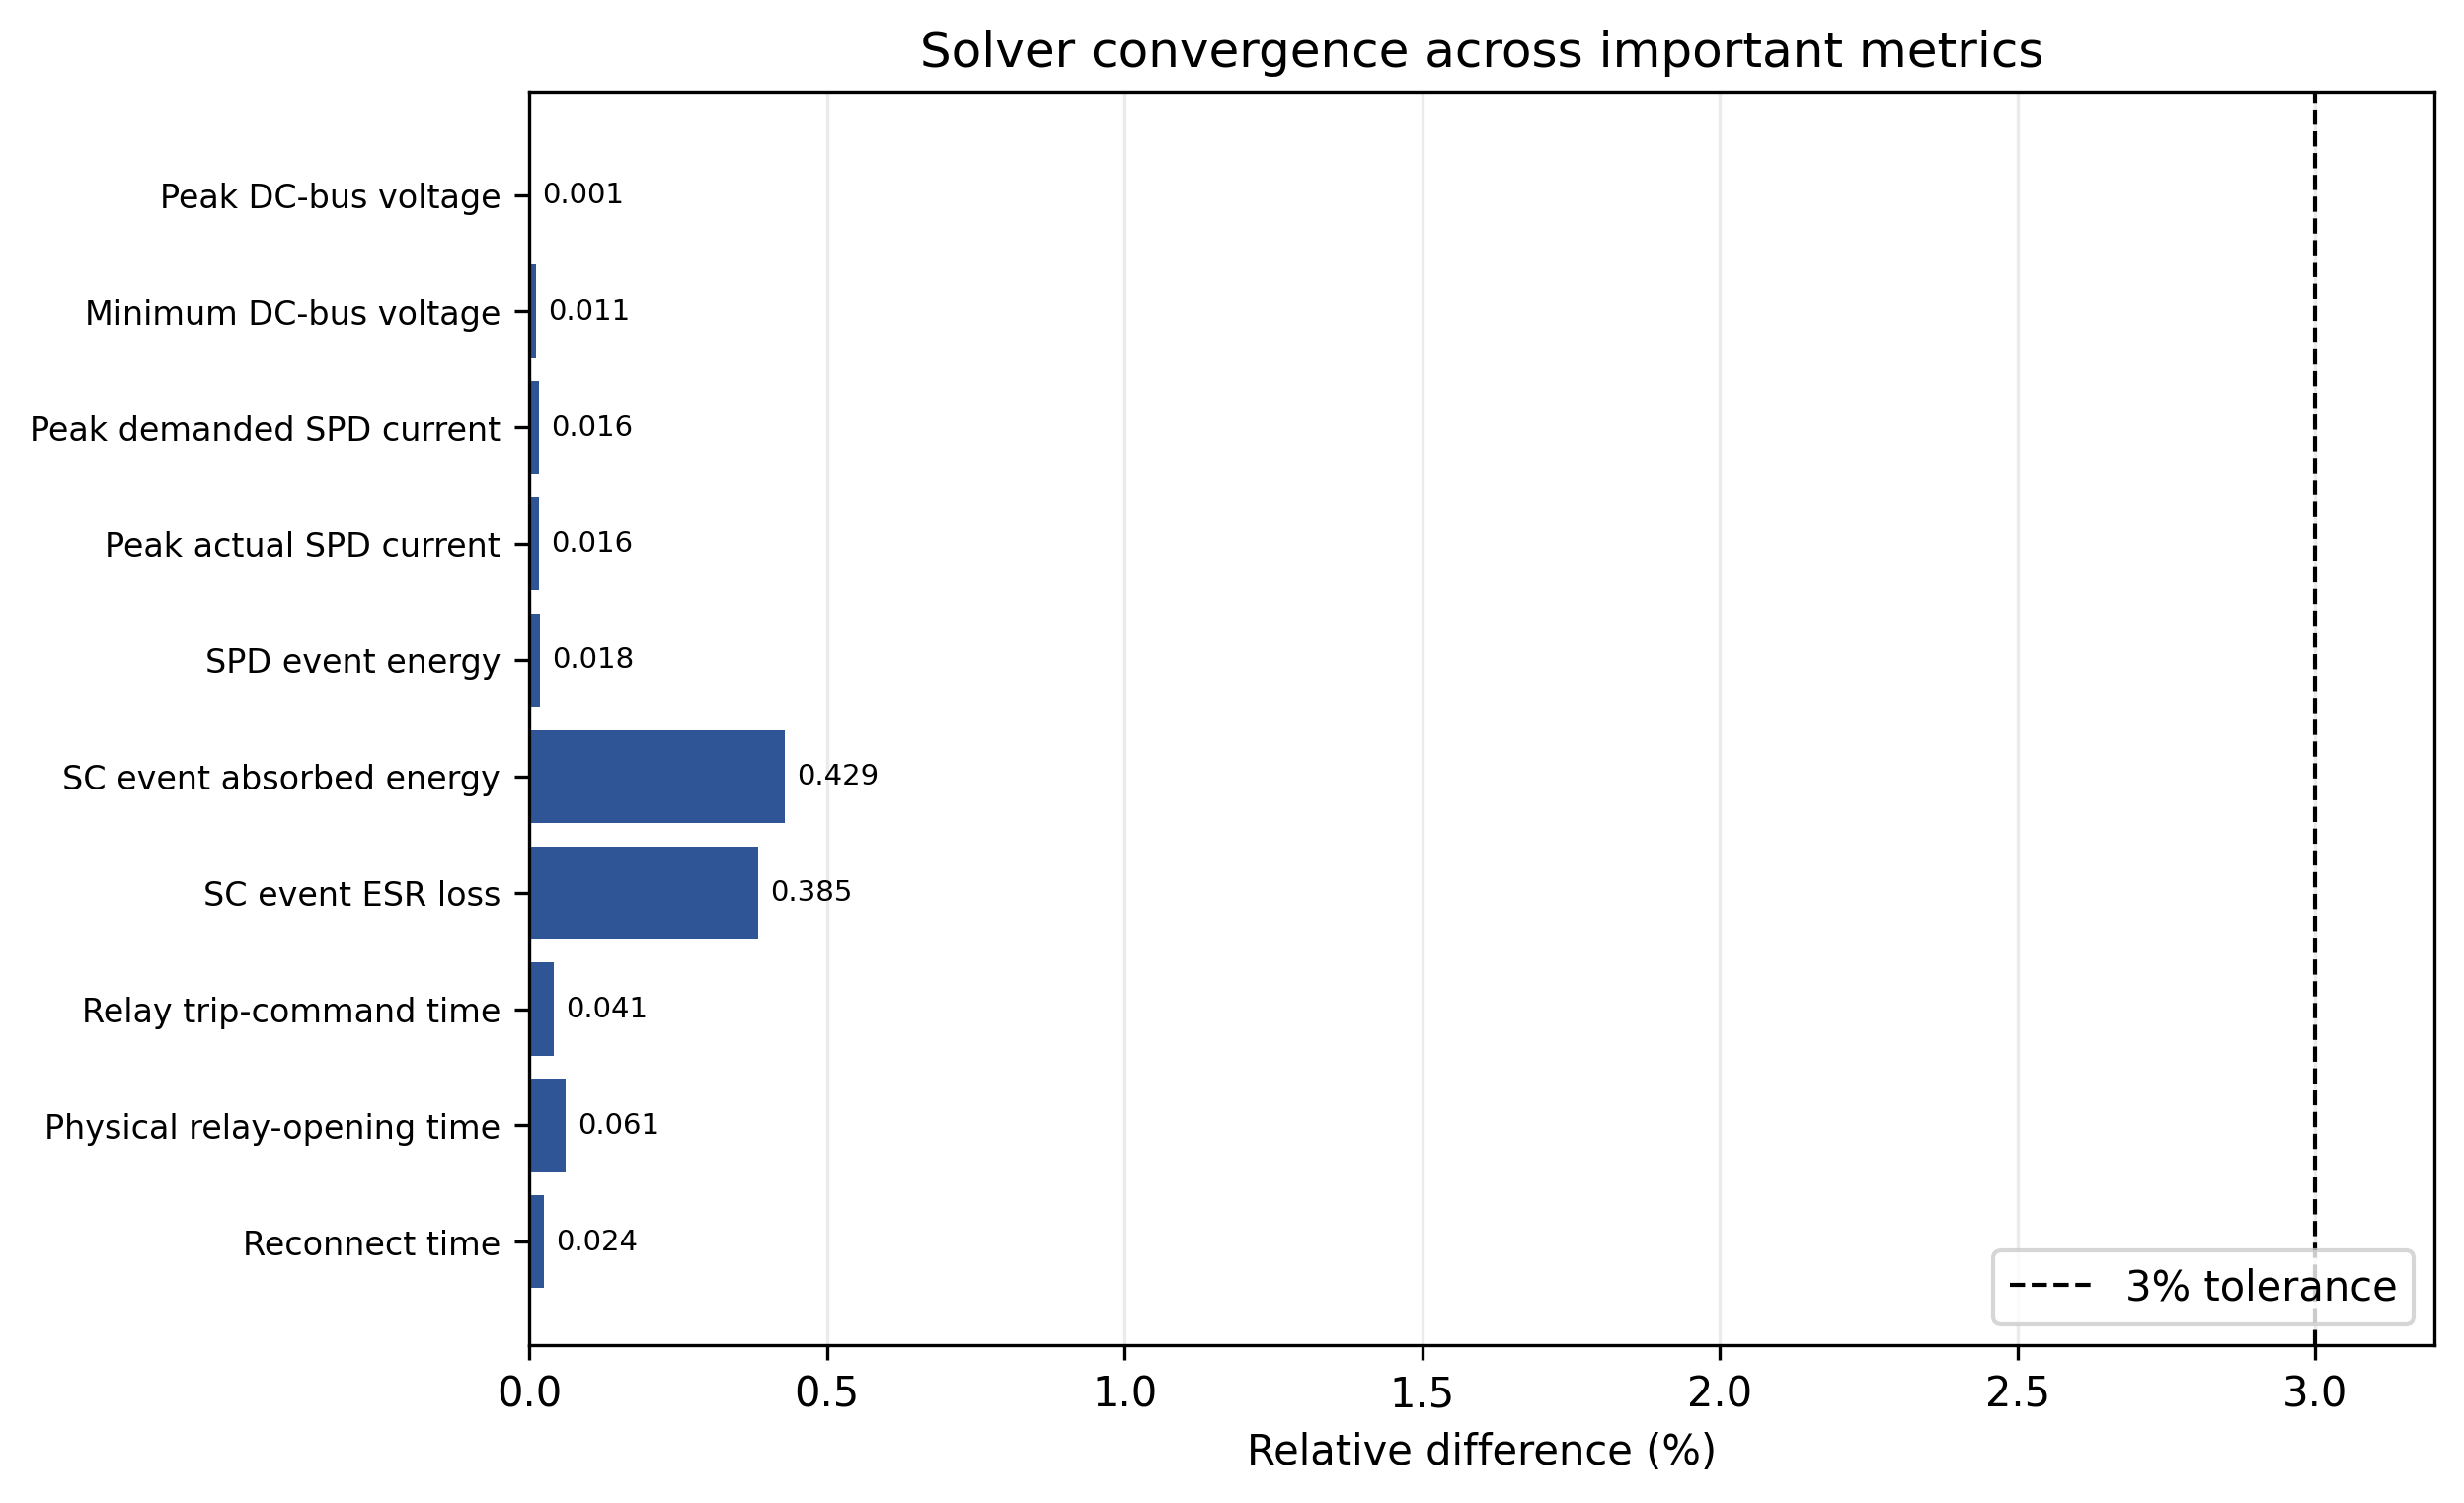 Solver convergence across important metrics
Peak DC-bus voltage 0.001
Minimum DC-bus voltage 0.011
Peak demanded SPD current 0.016
Peak actual SPD current 0.016
SPD event energy 0.018
SC event absorbed energy 0.429
SC event ESR loss 0.385
Relay trip-command time 0.041
Physical relay-opening time 0.061
Reconnect time 0.024
3% tolerance
0.0 0.5 1.0 1.5 2.0 2.5 3.0
Relative difference (%)